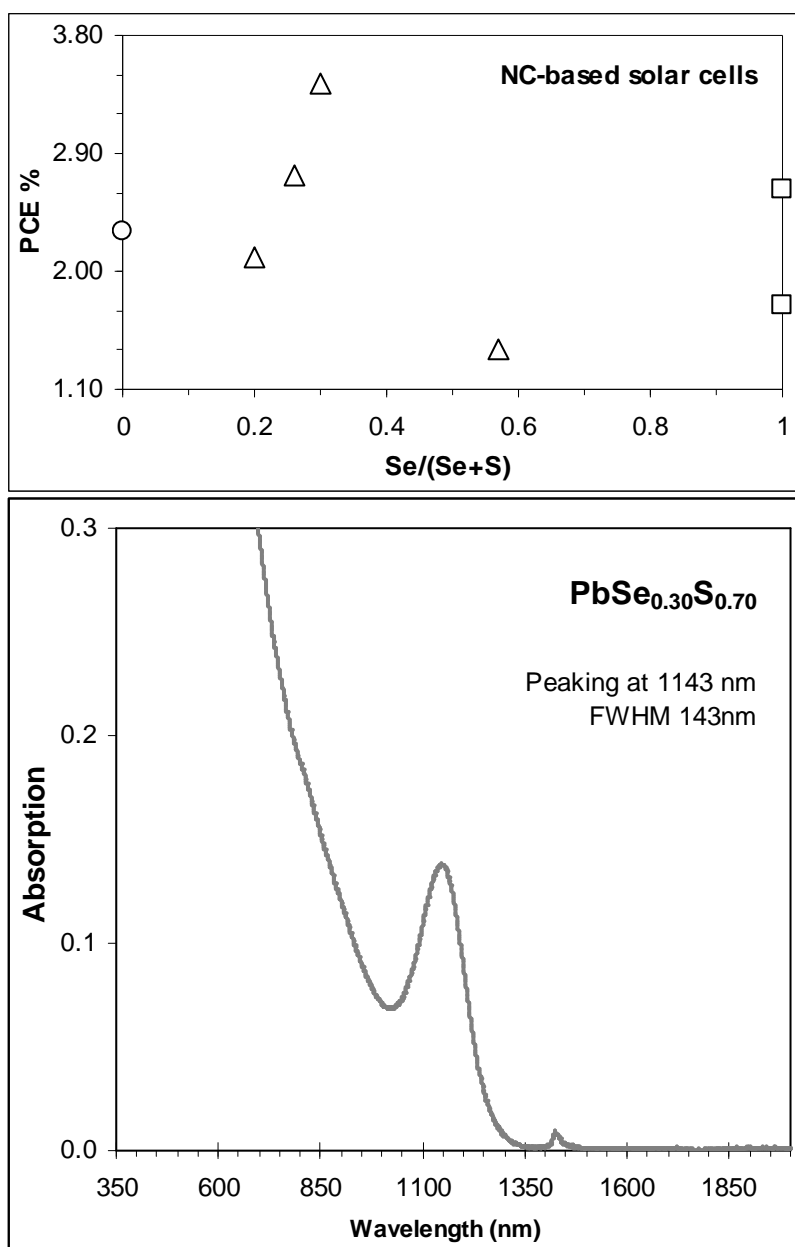 3.80
NC-based solar cells
2.90
PCE %
2.00
1.10
0 0.2 0.4 0.6 0.8 1
Se/(Se+S)
0.3
PbSe0.30S0.70
Peaking at 1143 nm
FWHM 143nm
0.2
Absorption
0.1
0.0
350 600 850 1100 1350 1600 1850
Wavelength (nm)